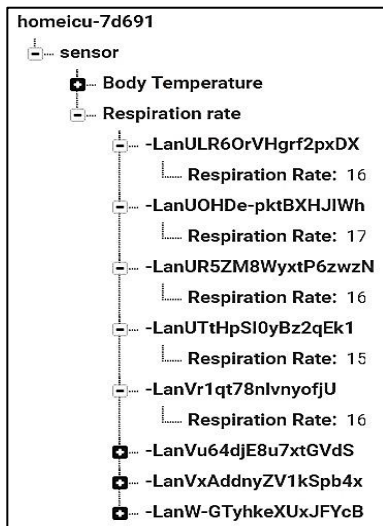 homeicu-7d691
sensor
Body Temperature
Respiration rate
-LanULR6OrVHgrf2pxDX
Respiration Rate: 16
-LanUOHDe-pktBXHJIWh
Respiration Rate: 17
-LanUR5ZM8WyxtP6zwzN
Respiration Rate: 16
-LanUTtHpSI0yBz2qEk1
Respiration Rate: 15
-LanVr1qt78nlvnyofjU
Respiration Rate: 16
-LanVu64djE8u7xtGVdS
-LanVxAddnyZV1kSpb4x
-LanW-GTyhkeXUxJFYcB